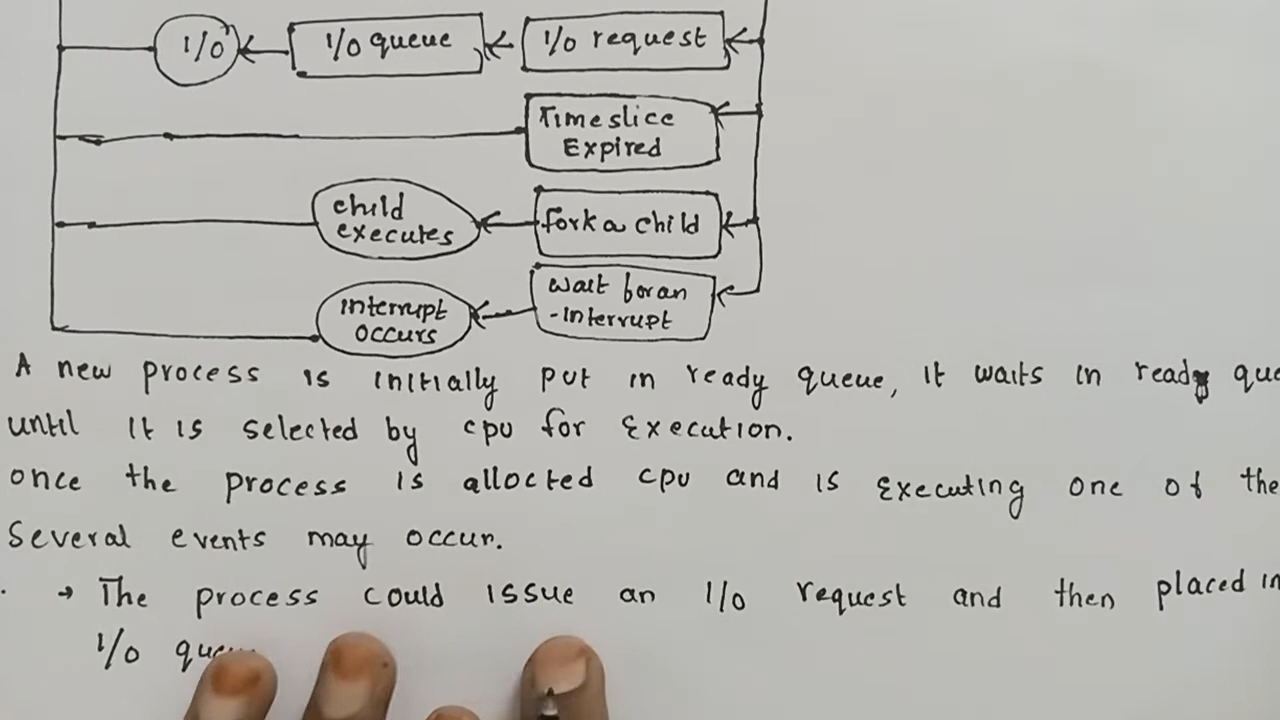 I/O I/O queue I/O request
Timeslice
Expired
child
executes
fork a child
wait for an
-interrupt
interrupt
occurs
A new process is initially put in ready queue, it waits in ready que
until it is selected by cpu for execution.
once the process is allocted cpu and is executing one of the
Several events may occur.
→ The process could issue an I/O request and then placed in
I/O